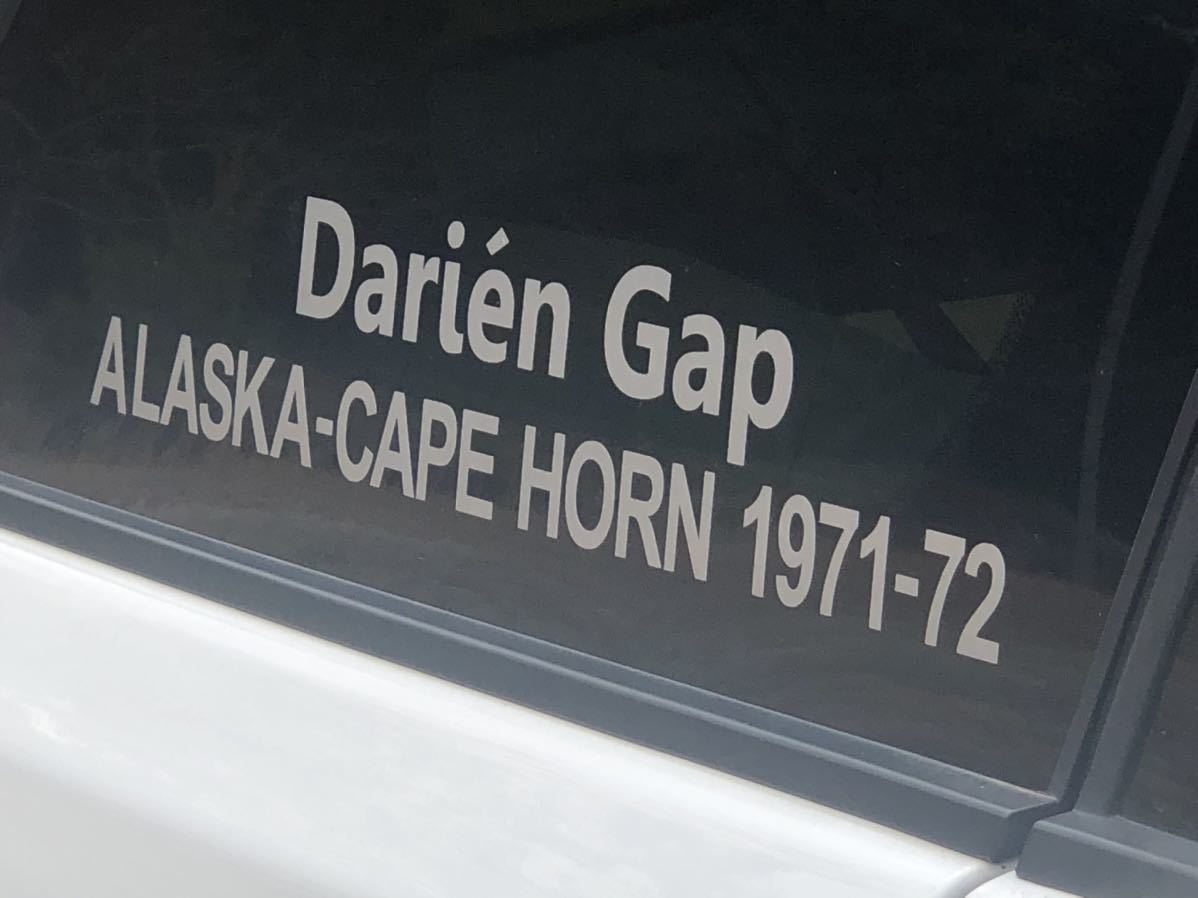 Darién Gap
ALASKA-CAPE HORN 1971-72